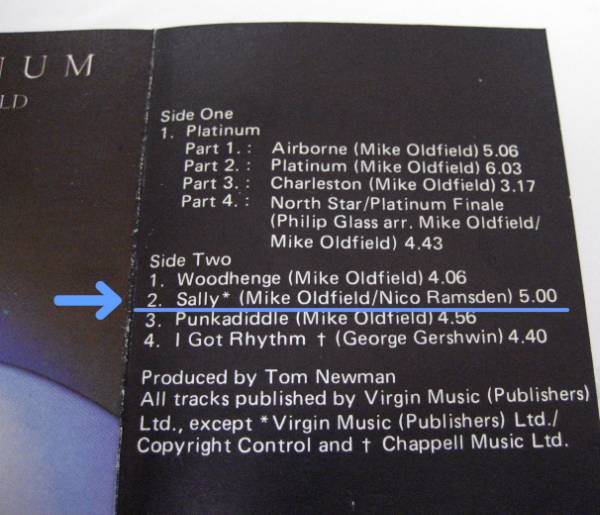 NUM
LD
Side One
1. Platinum
Part 1. : Airborne (Mike Oldfield) 5.06
Part 2. : Platinum (Mike Oldfield) 6.03
Part 3. : Charleston (Mike Oldfield) 3.17
Part 4. : North Star/Platinum Finale
(Philip Glass arr. Mike Oldfield/
Mike Oldfield) 4.43
Side Two
1. Woodhenge (Mike Oldfield) 4.06
2. Sally* (Mike Oldfield/Nico Ramsden) 5.00
3. Punkadiddle (Mike Oldfield) 4.56
4. I Got Rhythm † (George Gershwin) 4.40
Produced by Tom Newman
All tracks published by Virgin Music (Publishers)
Ltd., except *Virgin Music (Publishers) Ltd./
Copyright Control and † Chappell Music Ltd.